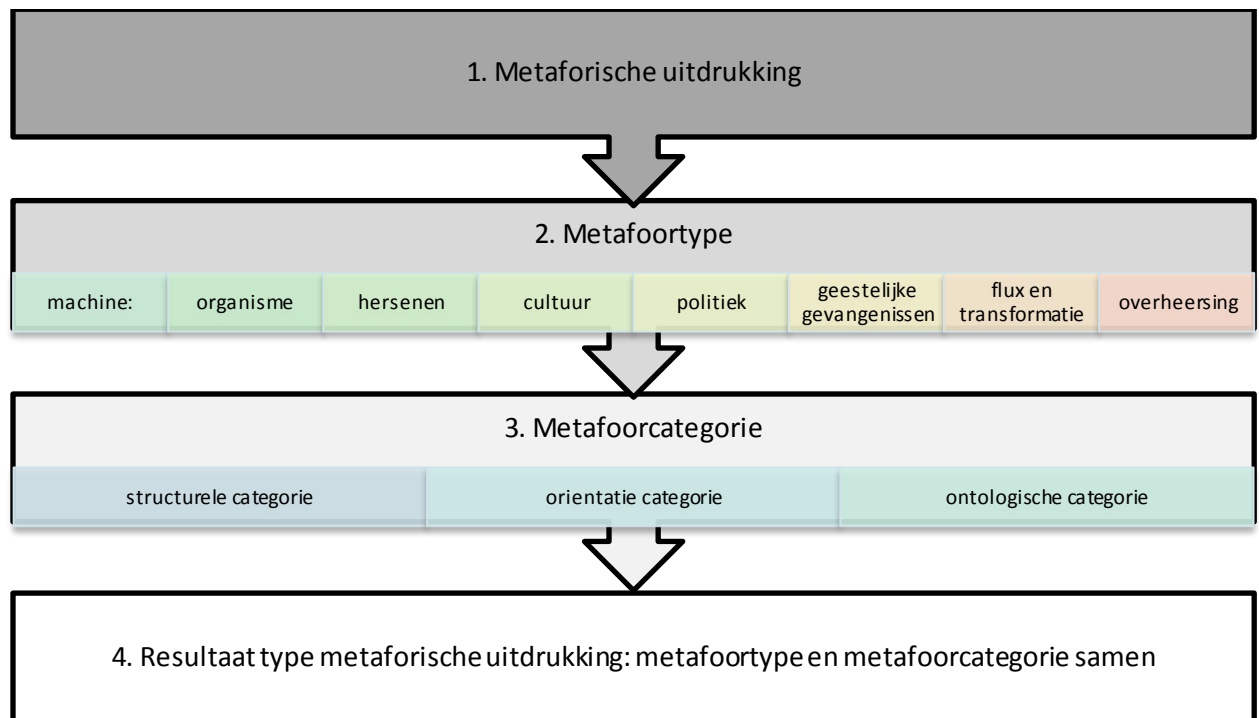 1. Metaforische uitdrukking
2. Metafoortype
machine:
organisme
hersenen
cultuur
politiek
geestelijke
gevangenissen
flux en
transformatie
overheersing
3. Metafoorcategorie
structurele categorie
orientatie categorie
ontologische categorie
4. Resultaat type metaforische uitdrukking: metafoortype en metafoorcategorie samen